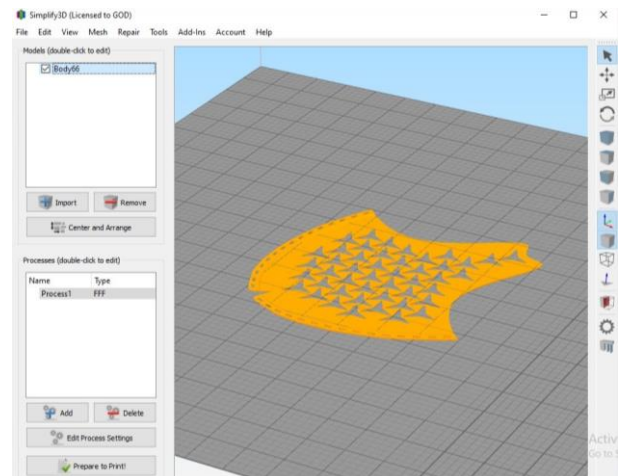 Simplify3D (Licensed to GOD)
File Edit View Mesh Repair Tools Add-Ins Account Help
Models (double-click to edit)
Body66
Import Remove
Center and Arrange
Processes (double-click to edit)
Name Type
Process1 FFF
Add Delete
Edit Process Settings
Prepare to Print!
Activ
Go to S